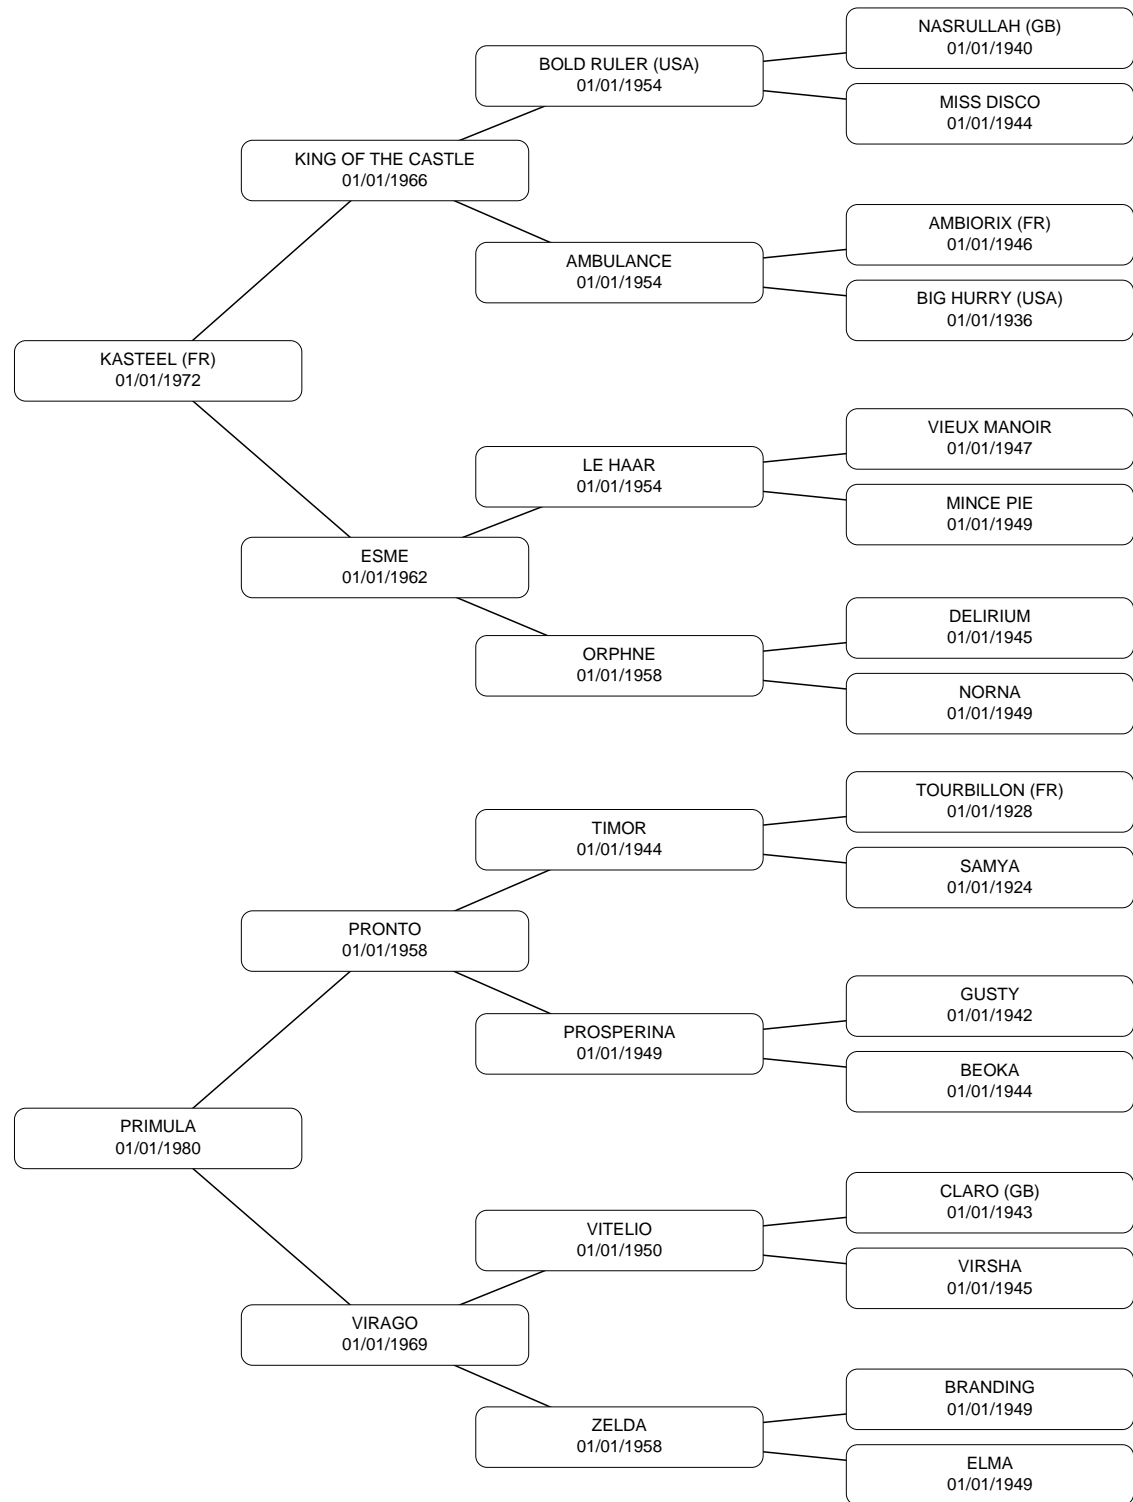 NASRULLAH (GB)
01/01/1940
BOLD RULER (USA)
01/01/1954
MISS DISCO
01/01/1944
KING OF THE CASTLE
01/01/1966
AMBIORIX (FR)
01/01/1946
AMBULANCE
01/01/1954
BIG HURRY (USA)
01/01/1936
KASTEEL (FR)
01/01/1972
VIEUX MANOIR
01/01/1947
LE HAAR
01/01/1954
MINCE PIE
01/01/1949
ESME
01/01/1962
DELIRIUM
01/01/1945
ORPHNE
01/01/1958
NORNA
01/01/1949
TOURBILLON (FR)
01/01/1928
TIMOR
01/01/1944
SAMYA
01/01/1924
PRONTO
01/01/1958
GUSTY
01/01/1942
PROSPERINA
01/01/1949
BEOKA
01/01/1944
PRIMULA
01/01/1980
CLARO (GB)
01/01/1943
VITELIO
01/01/1950
VIRSHA
01/01/1945
VIRAGO
01/01/1969
BRANDING
01/01/1949
ZELDA
01/01/1958
ELMA
01/01/1949